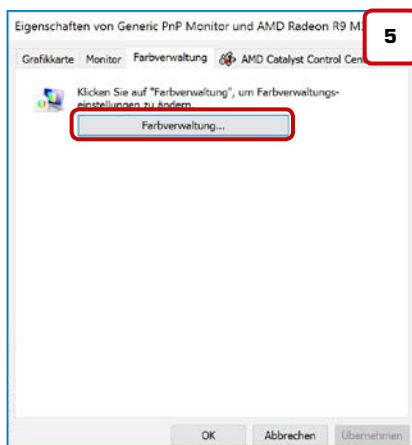 Eigenschaften von Generic PnP Monitor und AMD Radeon R9
5
Grafikkarte Monitor Farbverwaltung AMD Catalyst Control
Klicken Sie auf "Farbverwaltung", um Farbverwaltungs-
einstellungen zu ändern.
Farbverwaltung...
OK Abbrechen Übernehmen